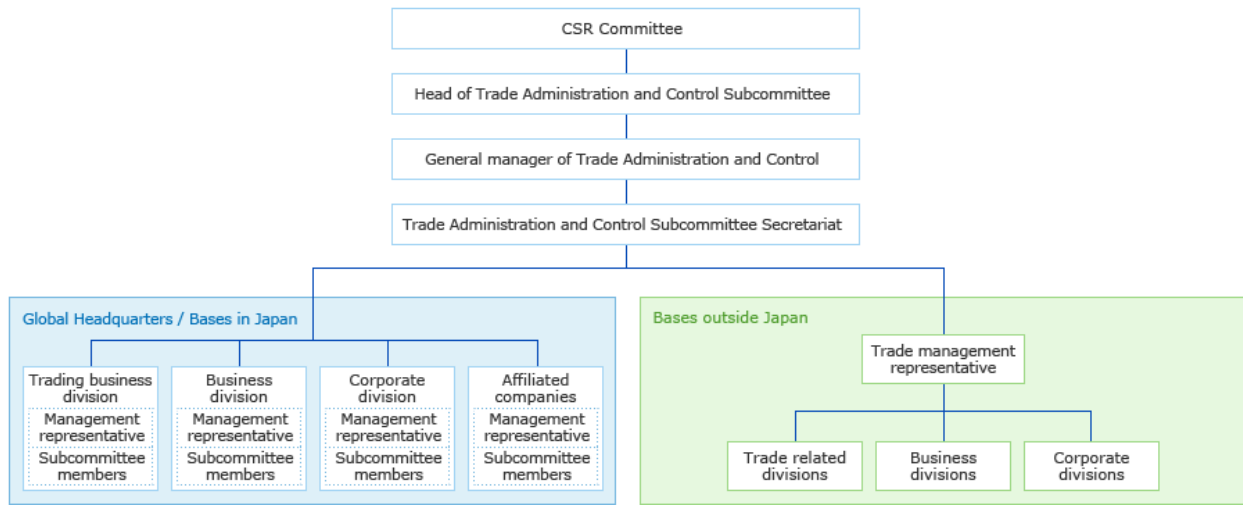 CSR Committee
Head of Trade Administration and Control Subcommittee
General manager of Trade Administration and Control
Trade Administration and Control Subcommittee Secretariat
Global Headquarters / Bases in Japan
Trading business
division
Management
representative
Subcommittee
members
Business
division
Management
representative
Subcommittee
members
Corporate
division
Management
representative
Subcommittee
members
Affiliated
companies
Management
representative
Subcommittee
members
Bases outside Japan
Trade management
representative
Trade related
divisions
Business
divisions
Corporate
divisions